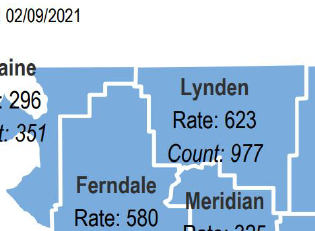 02/09/2021
aine
: 296
t: 351
Lynden
Rate: 623
Count: 977
Ferndale
Rate: 580
Meridian